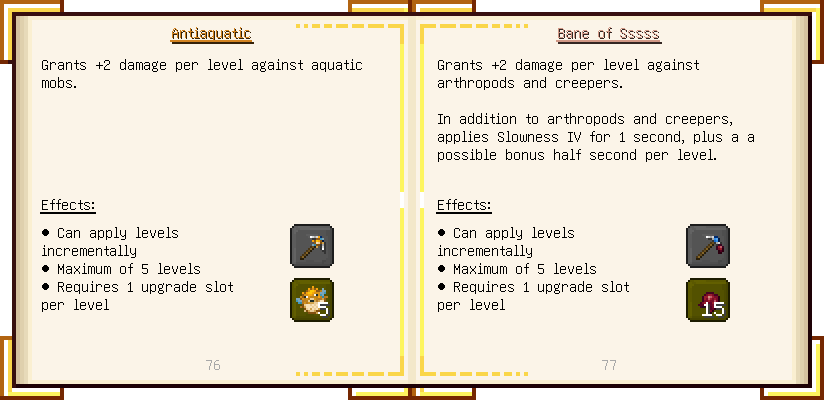 Antiaquatic
Grants +2 damage per level against aquatic
mobs.
Effects:
• Can apply levels
incrementally
• Maximum of 5 levels
• Requires 1 upgrade slot
per level
5
76
Bane of Sssss
Grants +2 damage per level against
arthropods and creepers.
In addition to arthropods and creepers,
applies Slowness IV for 1 second, plus a a
possible bonus half second per level.
Effects:
• Can apply levels
incrementally
• Maximum of 5 levels
• Requires 1 upgrade slot
per level
15
77